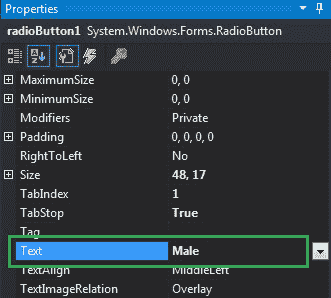 Properties
radioButton1 System.Windows.Forms.RadioButton
MaximumSize 0, 0
MinimumSize 0, 0
Modifiers Private
Padding 0, 0, 0, 0
RightToLeft No
Size 48, 17
TabIndex 1
TabStop True
Tag
Text Male
TextAlign MiddleLeft
TextImageRelation Overlay